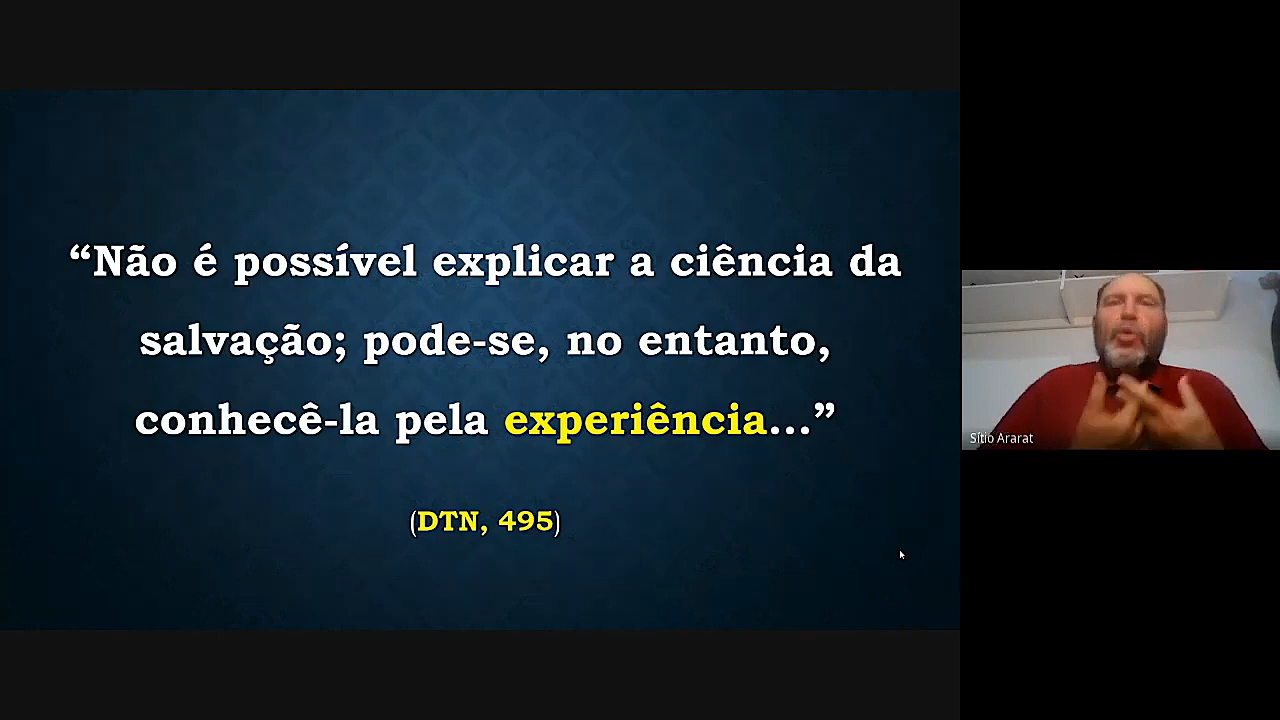 “Não é possível explicar a ciência da
salvação; pode-se, no entanto,
conhecê-la pela experiência...”
(DTN, 495)
Sítio Ararat